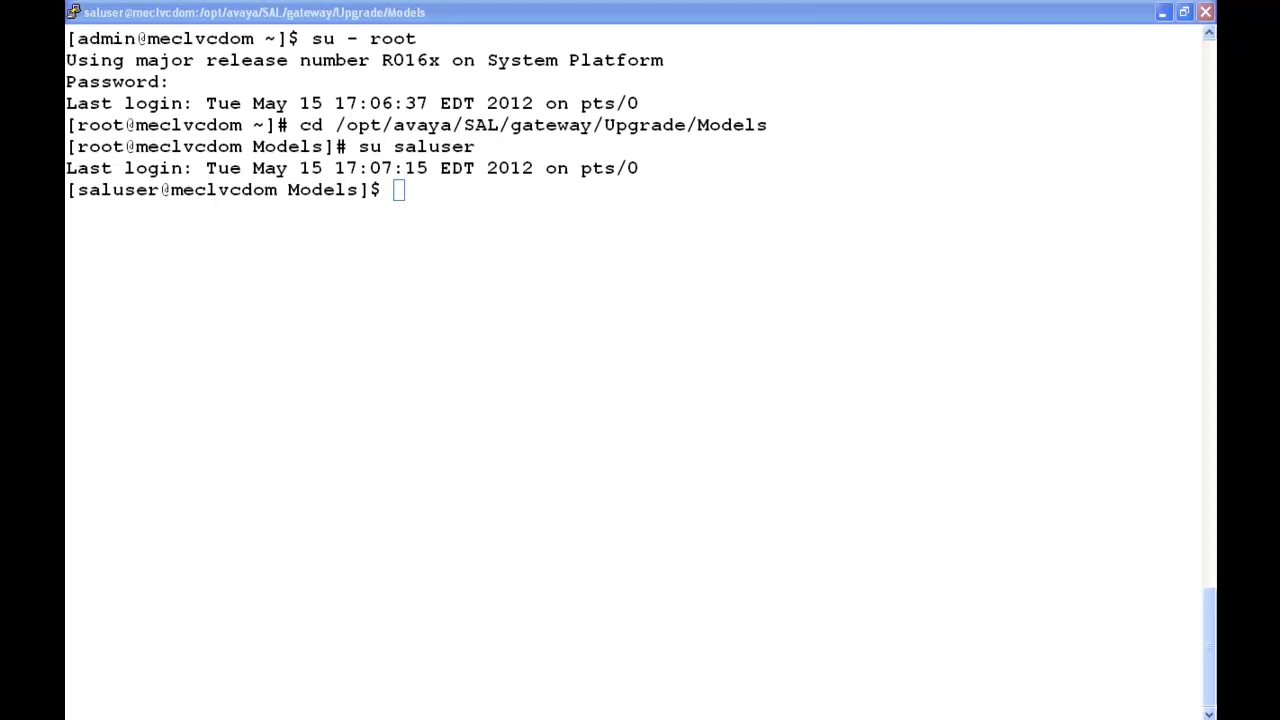 saluser@meclvcdom:/opt/avaya/SAL/gateway/Upgrade/Models
[admin@meclvcdom ~]$ su - root
Using major release number R016x on System Platform
Password:
Last login: Tue May 15 17:06:37 EDT 2012 on pts/0
[root@meclvcdom ~]# cd /opt/avaya/SAL/gateway/Upgrade/Models
[root@meclvcdom Models]# su saluser
Last login: Tue May 15 17:07:15 EDT 2012 on pts/0
[saluser@meclvcdom Models]$